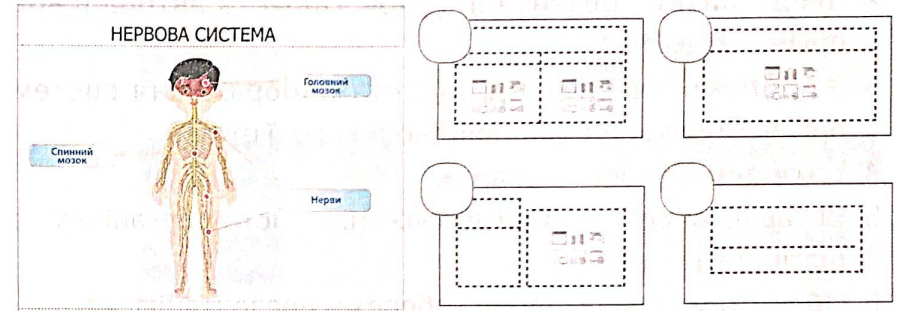 НЕРВОВА СИСТЕМА
Головний
мозок
Спинний
мозок
Нерви